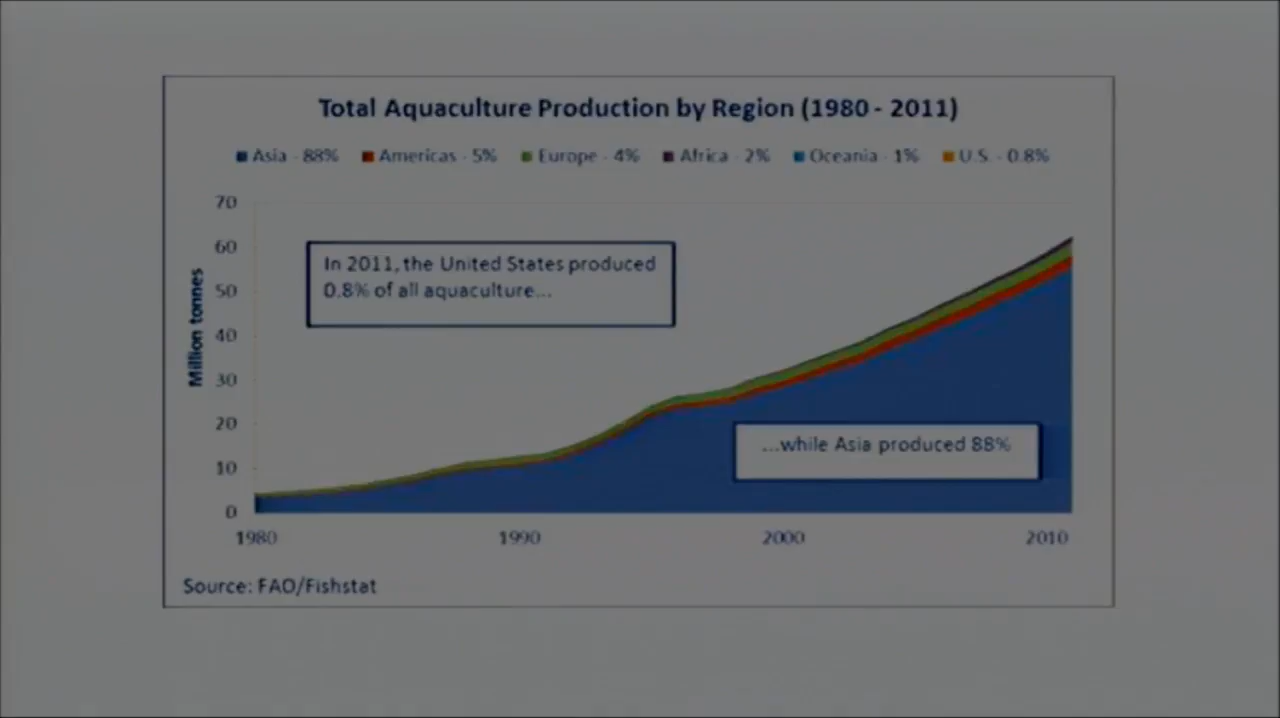 Total Aquaculture Production by Region (1980 - 2011)
Asia - 88% Americas - 5% Europe - 4% Africa - 2% Oceania - 1% U.S. - 0.8%
70
60
50
40
30
20
10
0
Million tonnes
In 2011, the United States produced
0.8% of all aquaculture...
...while Asia produced 88%
1980 1990 2000 2010
Source: FAO/Fishstat